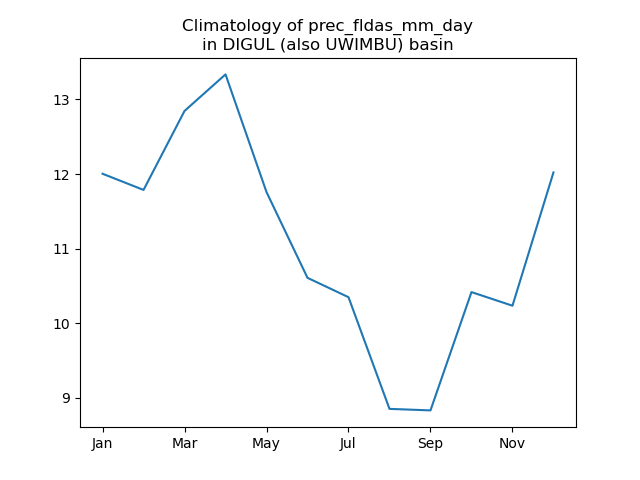 Climatology of prec_fldas_mm_day
in DIGUL (also UWIMBU) basin
13
12
11
10
9
Jan Mar May Jul Sep Nov